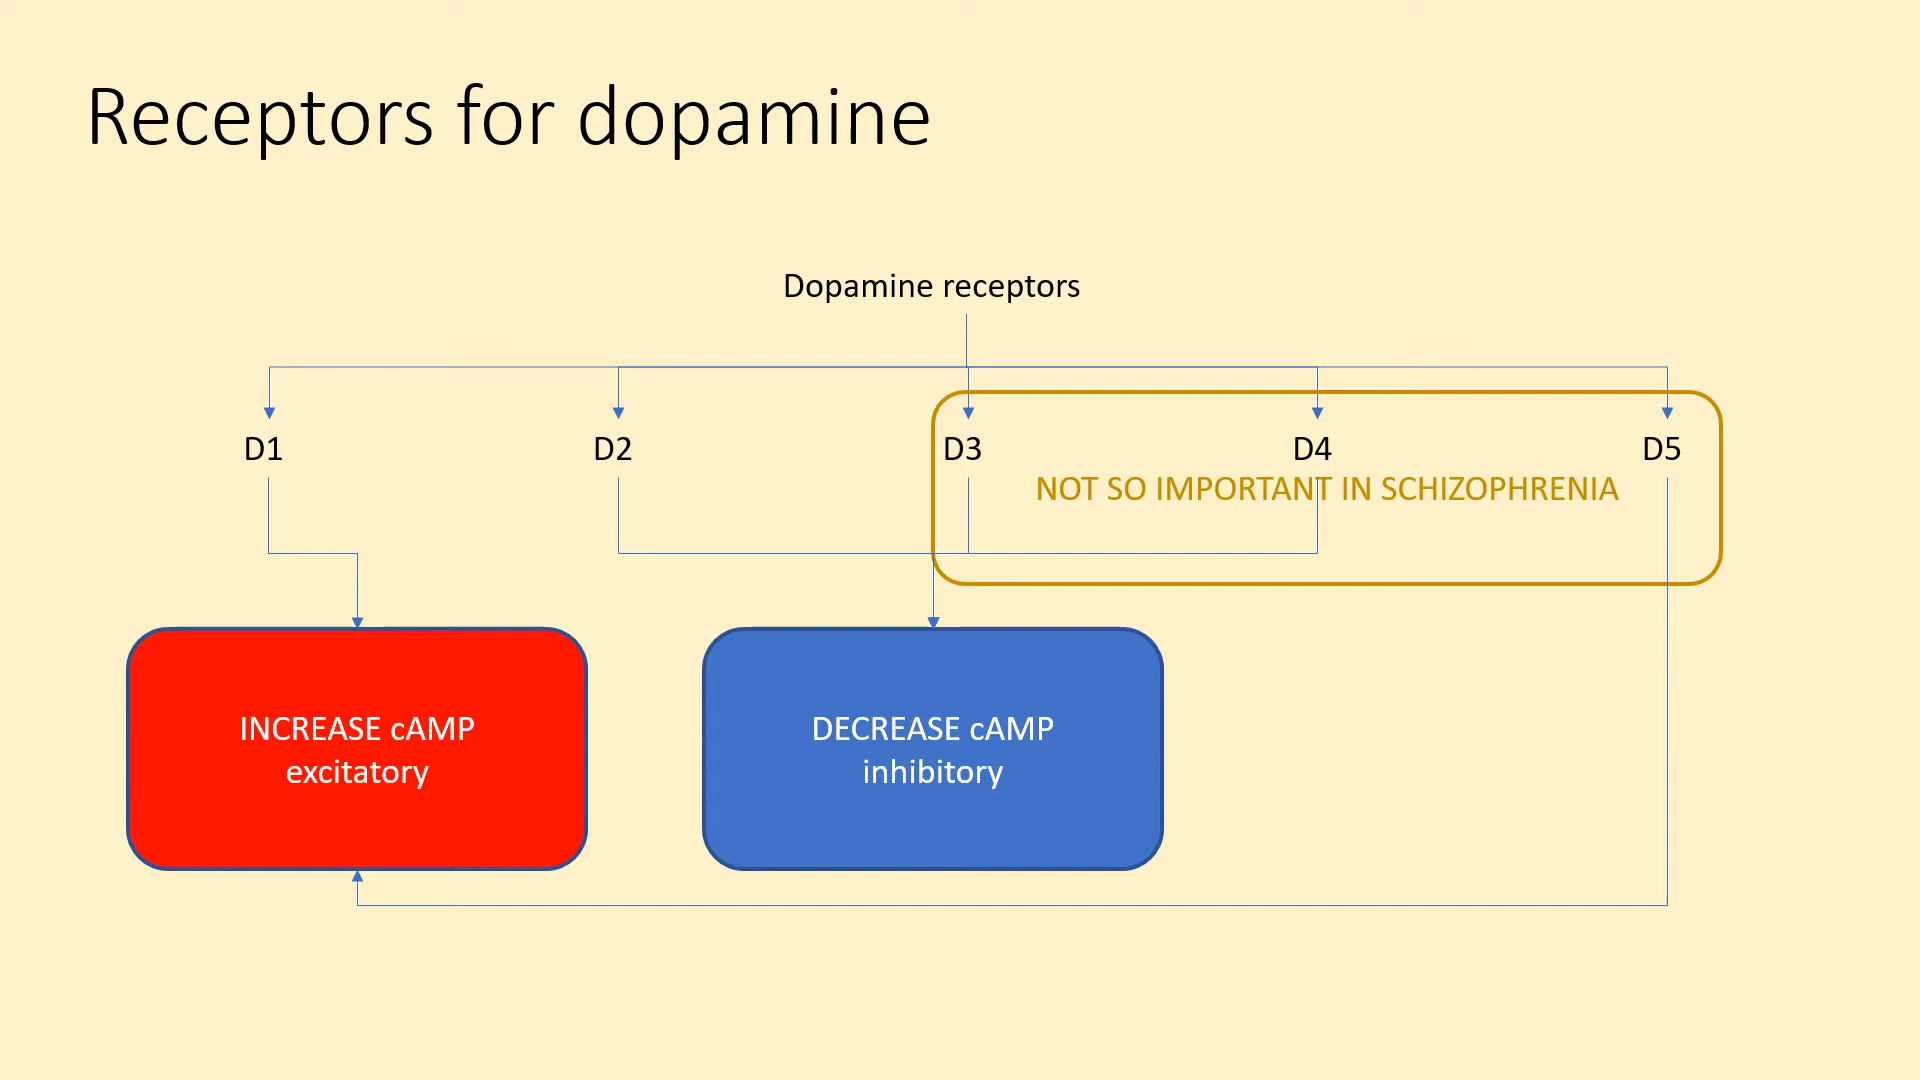 Receptors for dopamine
Dopamine receptors
D1
D2
D3
D4
D5
NOT SO IMPORTANT IN SCHIZOPHRENIA
INCREASE cAMP
excitatory
DECREASE cAMP
inhibitory